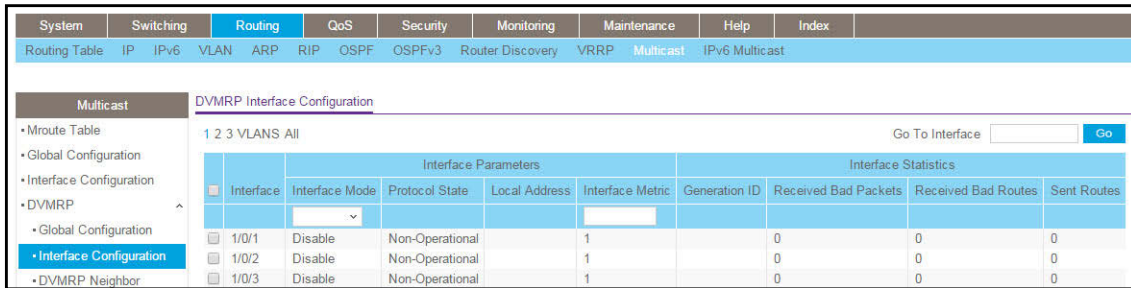 System Switching Routing QoS Security Monitoring Maintenance Help Index
Routing Table IP IPv6 VLAN ARP RIP OSPF OSPFv3 Router Discovery VRRP Multicast IPv6 Multicast
Multicast
• Mroute Table
• Global Configuration
• Interface Configuration
• DVMRP
• Global Configuration
• Interface Configuration
• DVMRP Neighbor
DVMRP Interface Configuration
1 2 3 VLANS All Go To Interface Go
Interface Parameters Interface Statistics
Interface Interface Mode Protocol State Local Address Interface Metric Generation ID Received Bad Packets Received Bad Routes Sent Routes
1/0/1 Disable Non-Operational 1 0 0 0
1/0/2 Disable Non-Operational 1 0 0 0
1/0/3 Disable Non-Operational 1 0 0 0